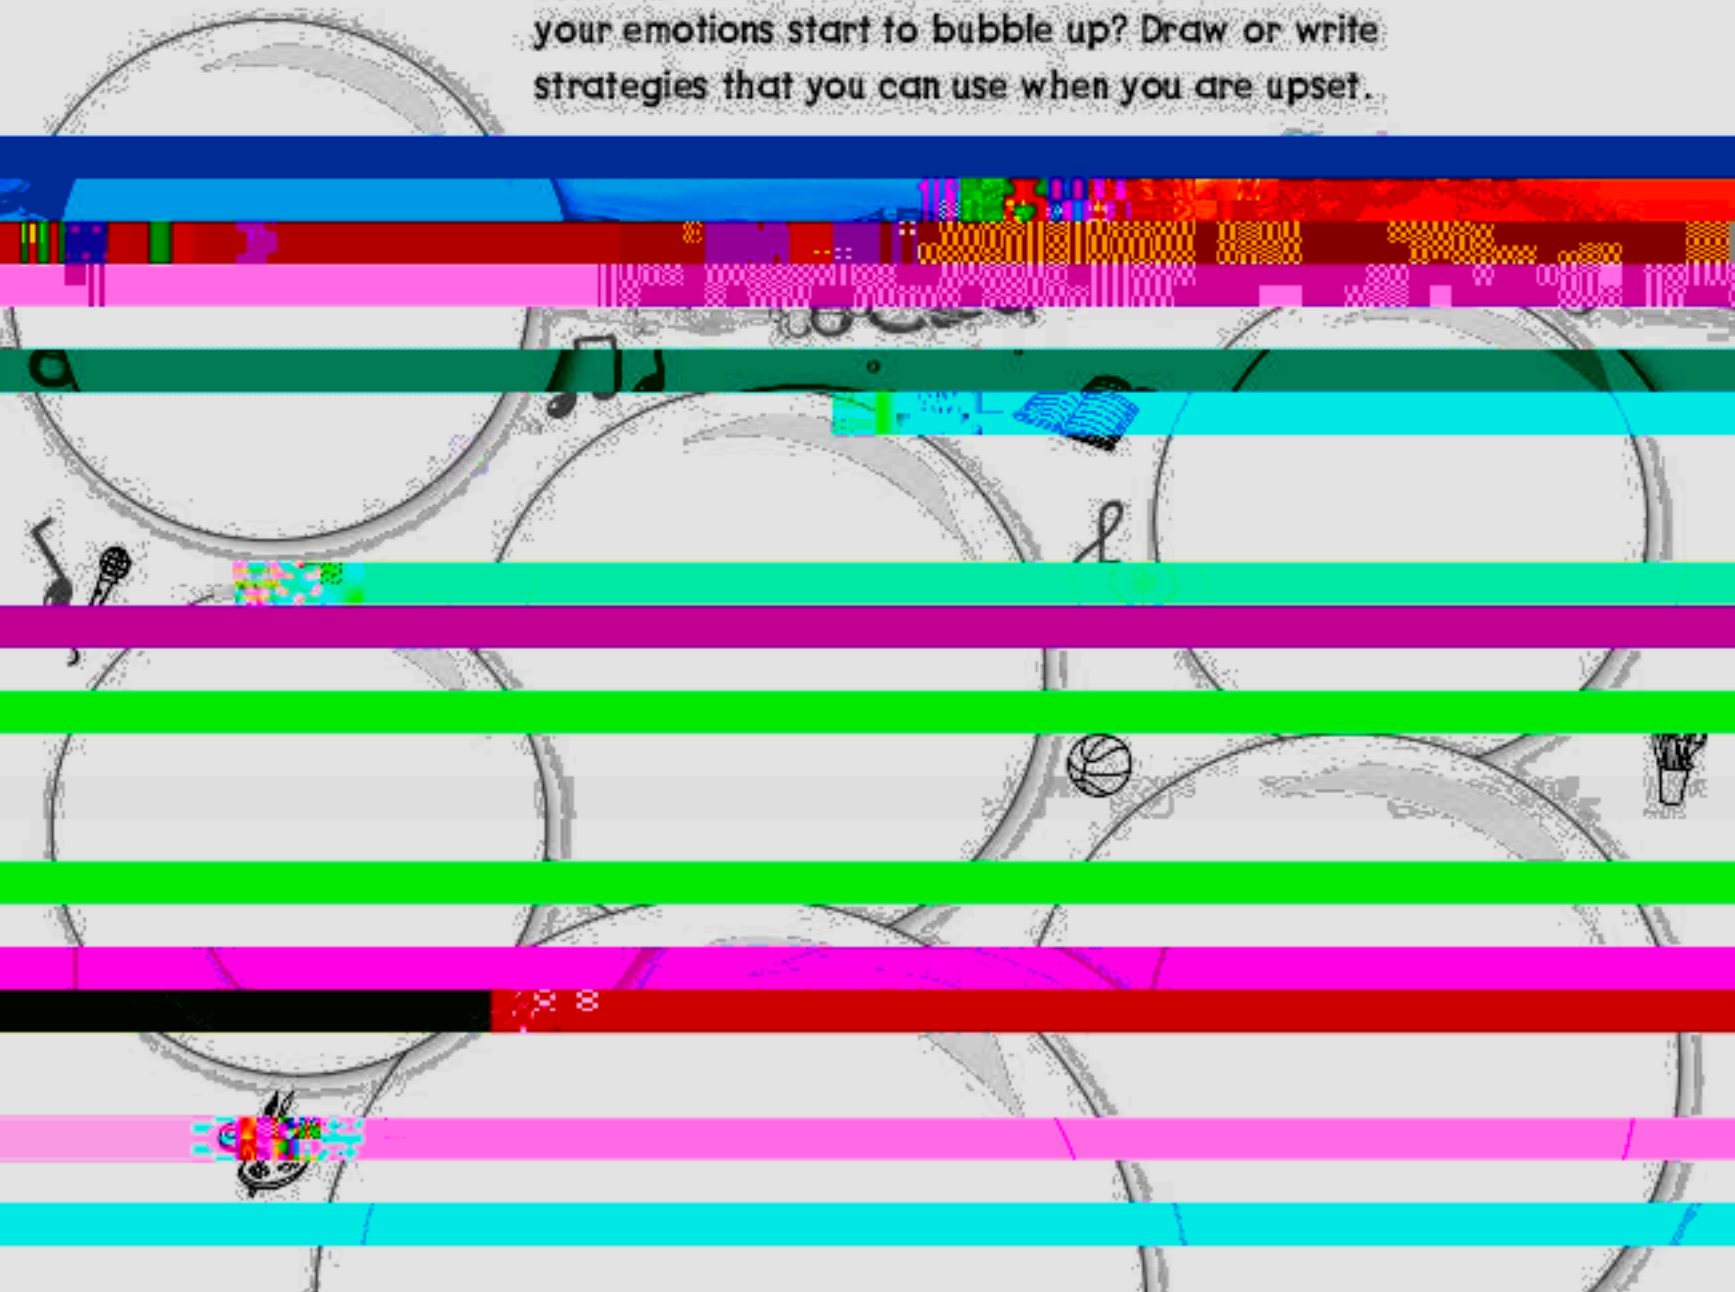 your emotions start to bubble up? Draw or write
strategies that you can use when you are upset.